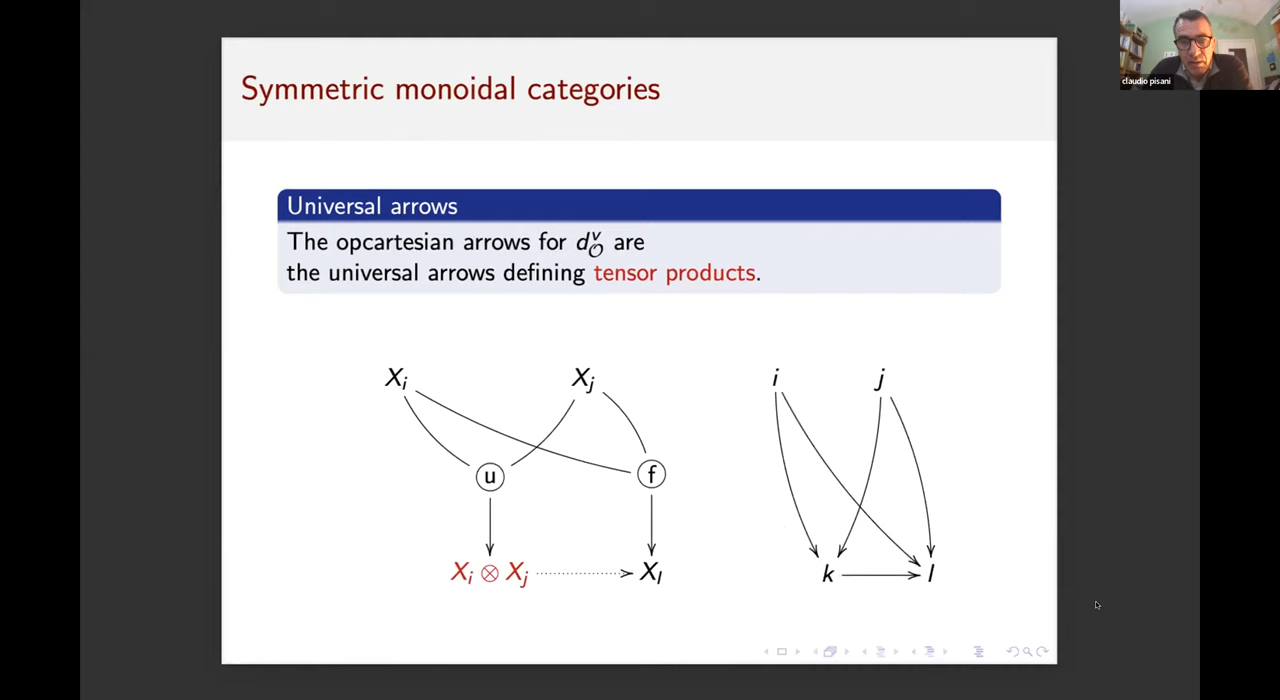 claudio pisani
Symmetric monoidal categories
Universal arrows
The opcartesian arrows for d^v_𝒪 are
the universal arrows defining tensor products.
X_i X_j i j
u f
X_i ⊗ X_j X_l k l